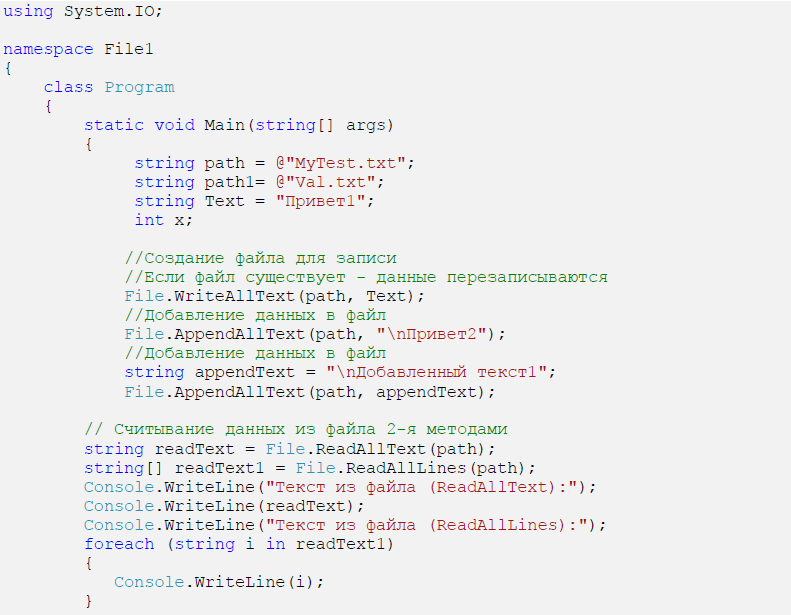 using System.IO;

namespace File1
{
    class Program
    {
        static void Main(string[] args)
        {
             string path = @"MyTest.txt";
             string path1= @"Val.txt";
             string Text = "Привет1";
             int x;

            //Создание файла для записи
            //Если файл существует – данные перезаписываются
            File.WriteAllText(path, Text);
            //Добавление данных в файл
            File.AppendAllText(path, "\nПривет2");
            //Добавление данных в файл
            string appendText = "\nДобавленный текст1";
            File.AppendAllText(path, appendText);

        // Считывание данных из файла 2-я методами
        string readText = File.ReadAllText(path);
        string[] readText1 = File.ReadAllLines(path);
        Console.WriteLine("Текст из файла (ReadAllText):");
        Console.WriteLine(readText);
        Console.WriteLine("Текст из файла (ReadAllLines):");
        foreach (string i in readText1)
        {
           Console.WriteLine(i);
        }